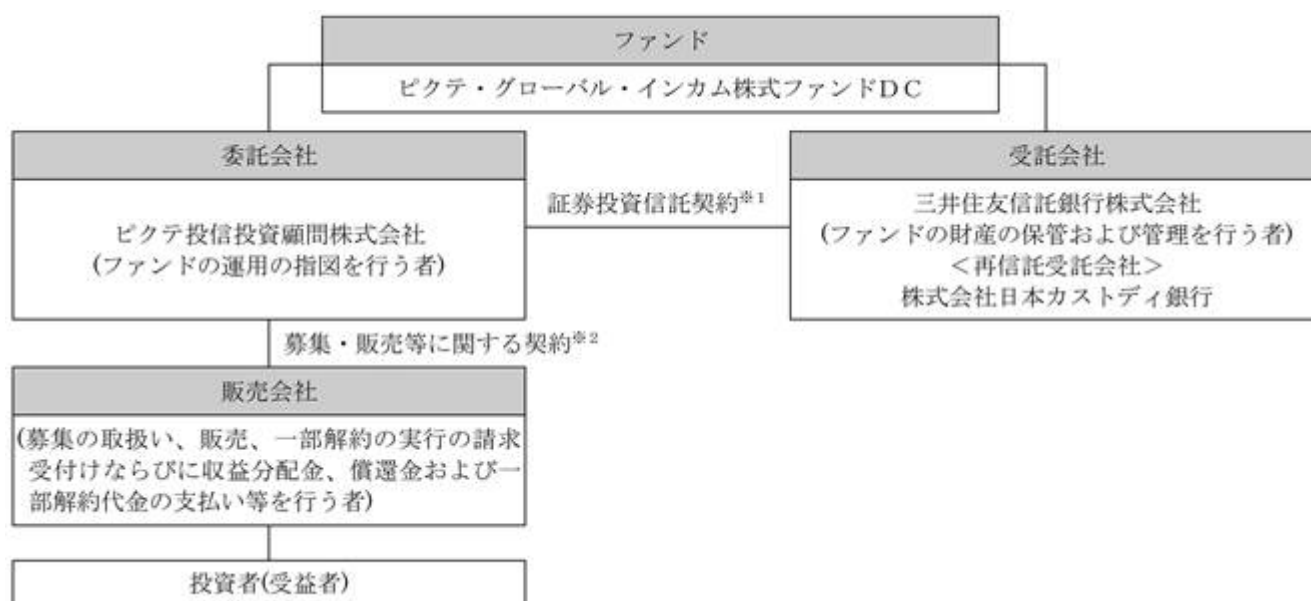 ファンド
ピクテ・グローバル・インカム株式ファンドＤＣ
委託会社
ピクテ投信投資顧問株式会社
(ファンドの運用の指図を行う者)
証券投資信託契約※1
受託会社
三井住友信託銀行株式会社
(ファンドの財産の保管および管理を行う者)
＜再信託受託会社＞
株式会社日本カストディ銀行
募集・販売等に関する契約※2
販売会社
(募集の取扱い、販売、一部解約の実行の請求
受付けならびに収益分配金、償還金および一
部解約代金の支払い等を行う者)
投資者(受益者)